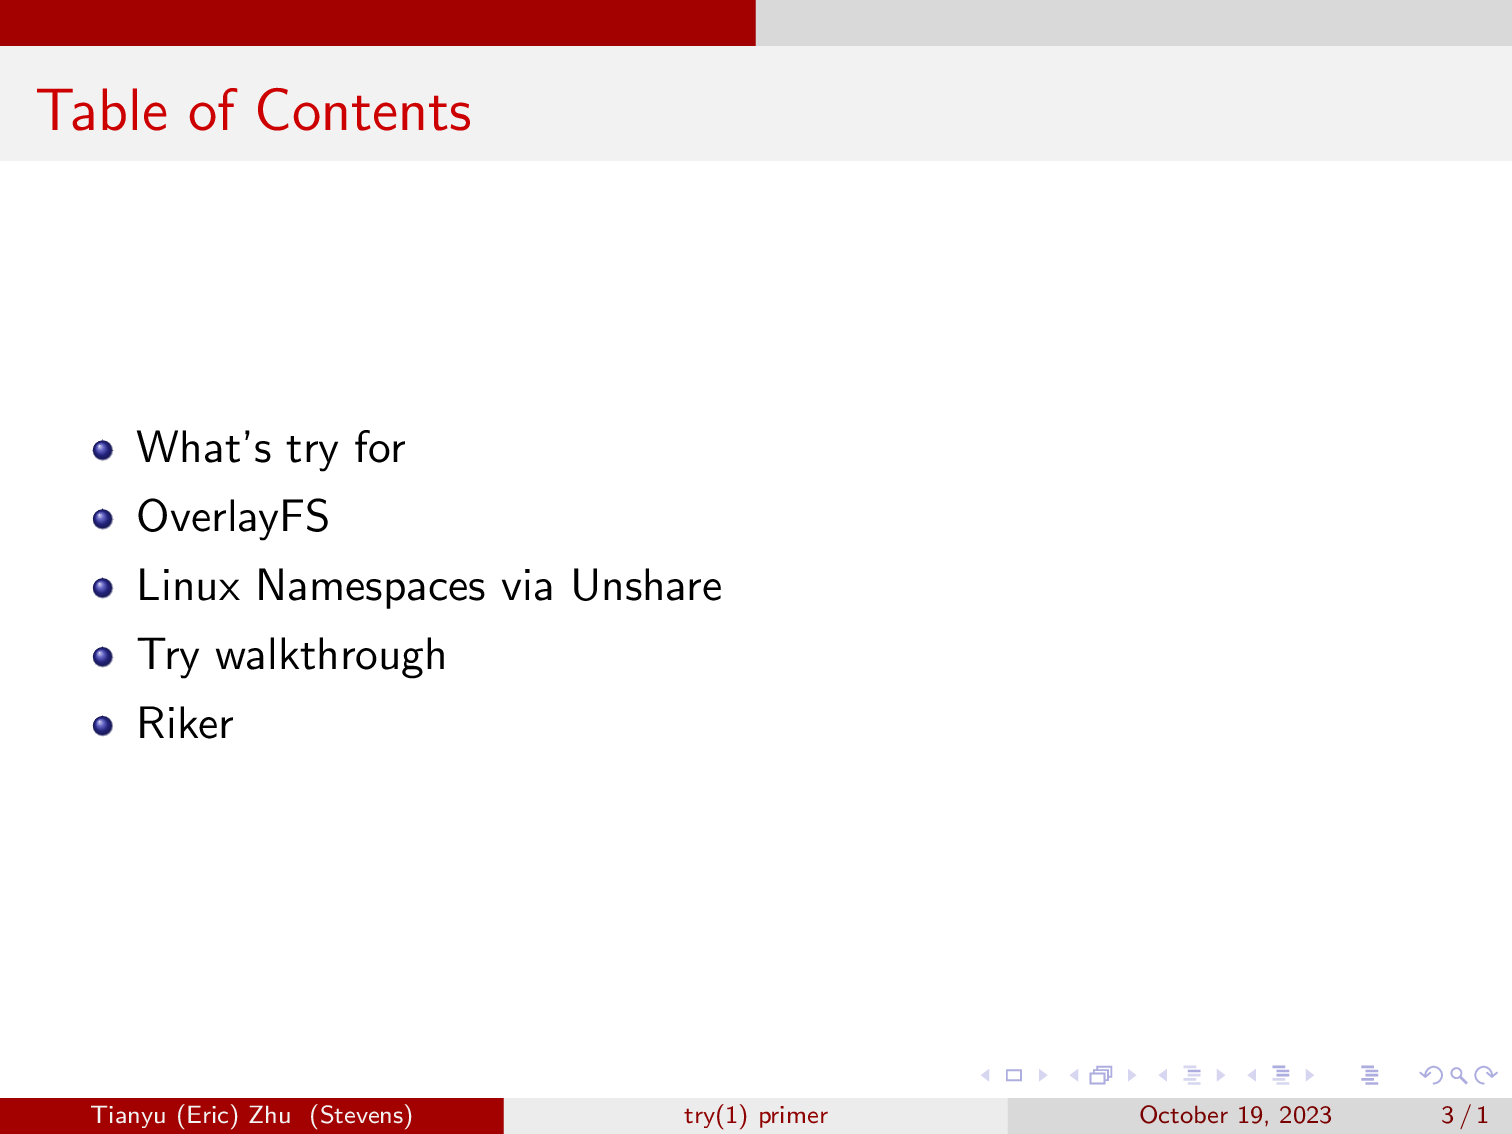 Table of Contents
What's try for
OverlayFS
Linux Namespaces via Unshare
Try walkthrough
Riker
Tianyu (Eric) Zhu (Stevens)
try(1) primer
October 19, 2023
3 / 1